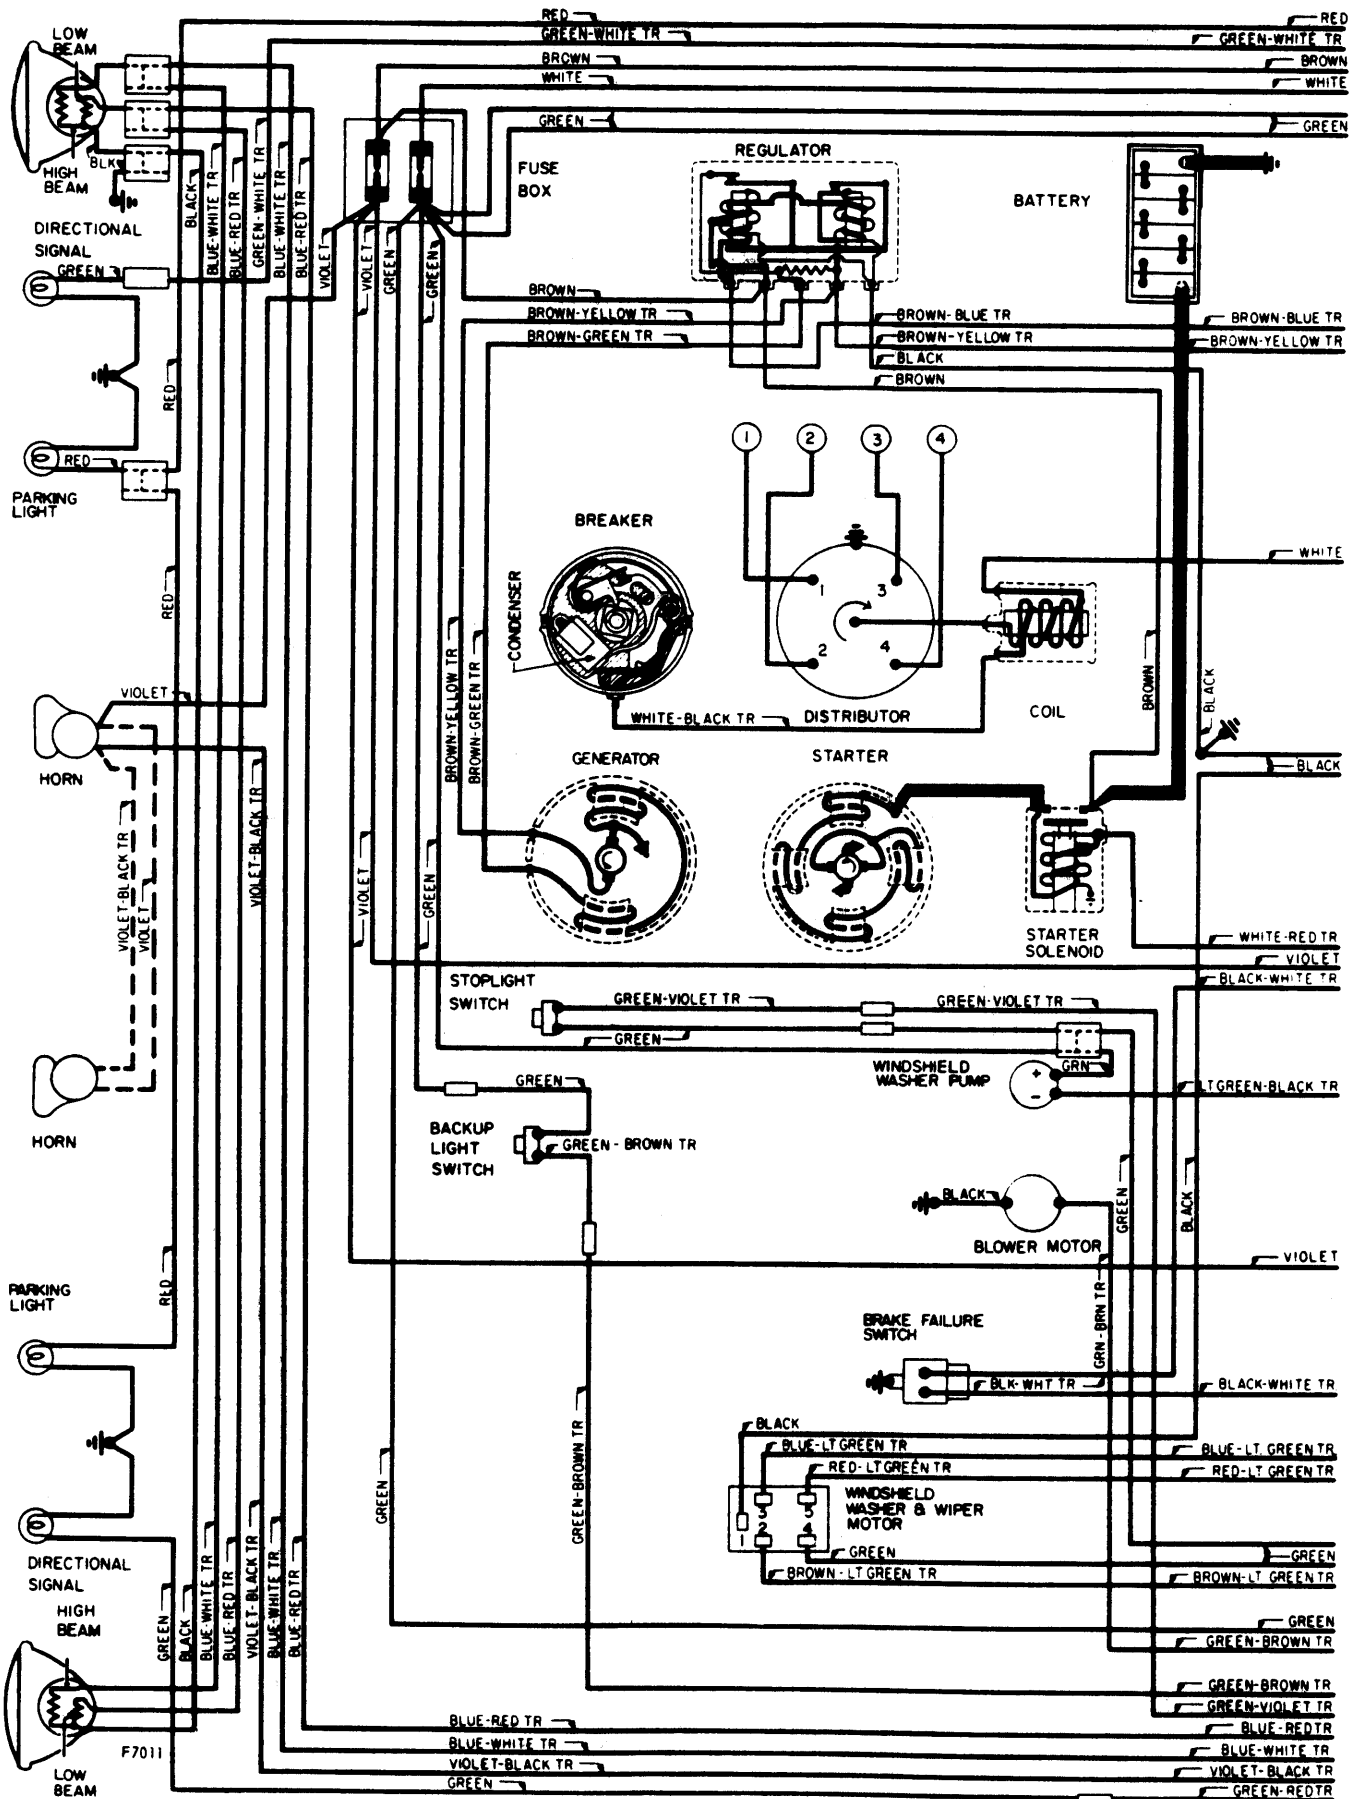 RED
RED
LOW
BEAM
GREEN-WHITE TR
GREEN-WHITE TR
BROWN
BROWN
WHITE
WHITE
GREEN
GREEN
BLK
HIGH
BEAM
FUSE
BOX
REGULATOR
BATTERY
BLACK
BLUE-WHITE TR
BLUE-RED TR
GREEN-WHITE TR
BLUE-WHITE TR
BLUE-RED TR
VIOLET
VIOLET
GREEN
GREEN
DIRECTIONAL
SIGNAL
GREEN
BROWN
BROWN-YELLOW TR
BROWN-GREEN TR
BROWN-BLUE TR
BROWN-BLUE TR
BROWN-YELLOW TR
BROWN-YELLOW TR
BLACK
BROWN
RED
1
2
3
4
RED
PARKING
LIGHT
BREAKER
CONDENSER
WHITE
RED
1
3
2
4
BROWN-YELLOW TR
BROWN-GREEN TR
BROWN
BLACK
VIOLET
WHITE-BLACK TR
DISTRIBUTOR
COIL
HORN
GENERATOR
STARTER
BLACK
VIOLET-BLACK TR
VIOLET
VIOLET-BLACK TR
VIOLET
GREEN
STARTER
SOLENOID
WHITE-RED TR
VIOLET
BLACK-WHITE TR
STOPLIGHT
SWITCH
GREEN-VIOLET TR
GREEN-VIOLET TR
GREEN
WINDSHIELD
WASHER PUMP
GRN
+
-
LT GREEN-BLACK TR
GREEN
HORN
BACKUP
LIGHT
SWITCH
GREEN-BROWN TR
BLACK
BLOWER MOTOR
GREEN
BLACK
VIOLET
RED
PARKING
LIGHT
BRAKE FAILURE
SWITCH
GRN-BRN TR
BLK-WHT TR
BLACK-WHITE TR
BLACK
BLUE-LT GREEN TR
BLUE-LT GREEN TR
RED-LT GREEN TR
RED-LT GREEN TR
GREEN
GREEN-BROWN TR
WINDSHIELD
WASHER & WIPER
MOTOR
3
5
2
4
1
GREEN
GREEN
BROWN-LT GREEN TR
BROWN-LT GREEN TR
DIRECTIONAL
SIGNAL
HIGH
BEAM
GREEN
BLACK
BLUE-WHITE TR
BLUE-RED TR
VIOLET-BLACK TR
BLUE-WHITE TR
BLUE-RED TR
GREEN
GREEN-BROWN TR
GREEN-BROWN TR
GREEN-VIOLET TR
BLUE-RED TR
BLUE-RED TR
BLUE-WHITE TR
BLUE-WHITE TR
F7011
VIOLET-BLACK TR
VIOLET-BLACK TR
LOW
BEAM
GREEN
GREEN-RED TR